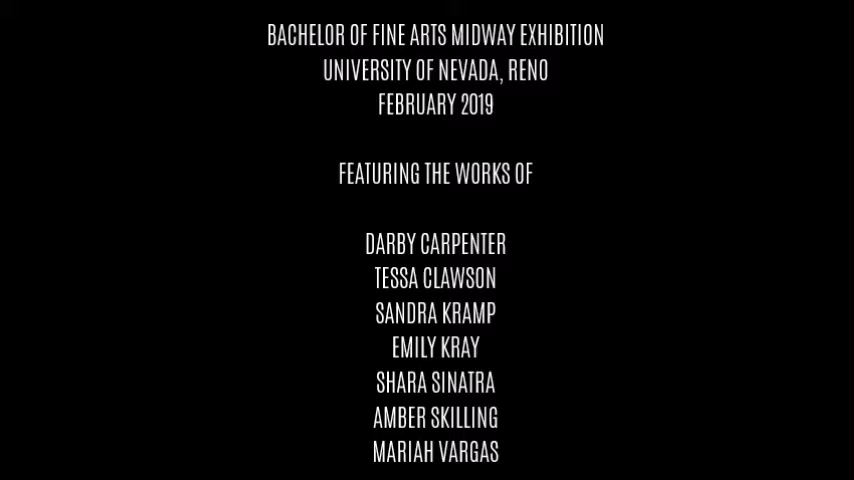 BACHELOR OF FINE ARTS MIDWAY EXHIBITION
UNIVERSITY OF NEVADA, RENO
FEBRUARY 2019
FEATURING THE WORKS OF
DARBY CARPENTER
TESSA CLAWSON
SANDRA KRAMP
EMILY KRAY
SHARA SINATRA
AMBER SKILLING
MARIAH VARGAS